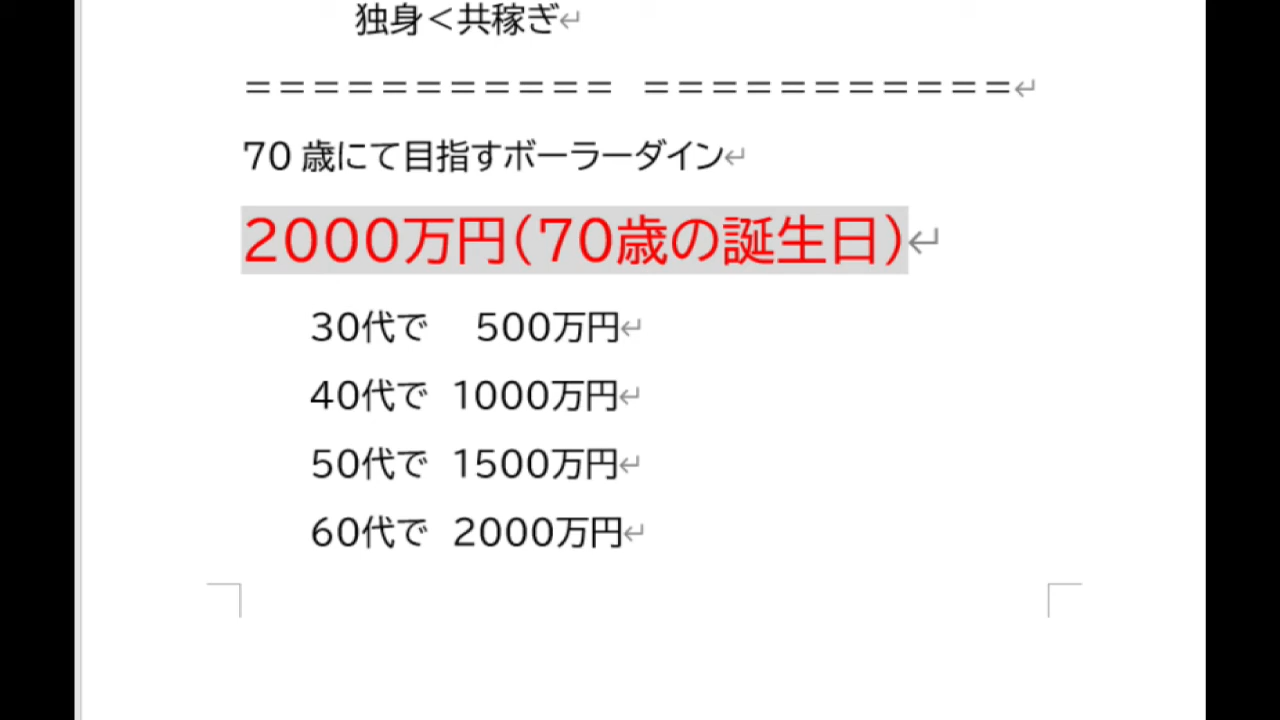 独身＜共稼ぎ↵
＝＝＝＝＝＝＝＝＝＝＝　＝＝＝＝＝＝＝＝＝＝＝↵
70 歳にて目指すボーラーダイン↵
2000万円(70歳の誕生日)↵
30代で　500万円↵
40代で　1000万円↵
50代で　1500万円↵
60代で　2000万円↵